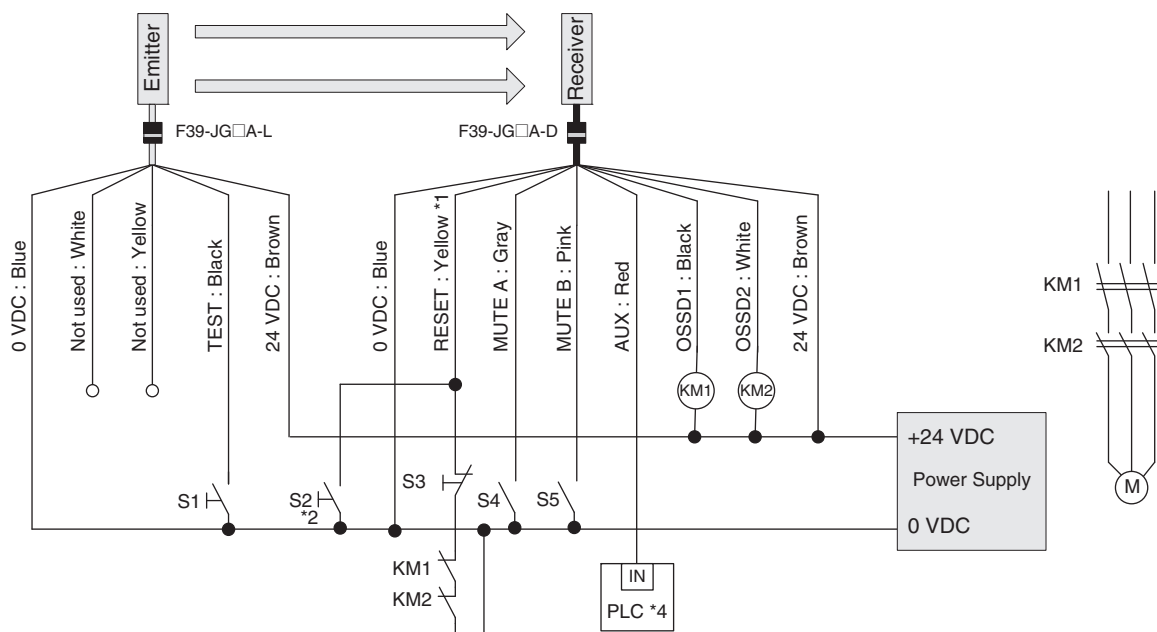 Emitter
Receiver
F39-JG□A-L
F39-JG□A-D
0 VDC : Blue
Not used : White
Not used : Yellow
TEST : Black
24 VDC : Brown
0 VDC : Blue
RESET : Yellow *1
MUTE A : Gray
MUTE B : Pink
AUX : Red
OSSD1 : Black
OSSD2 : White
24 VDC : Brown
KM1
KM2
KM1
KM2
M
+24 VDC
Power Supply
0 VDC
S1
S2
*2
S3
S4
S5
KM1
KM2
IN
PLC *4